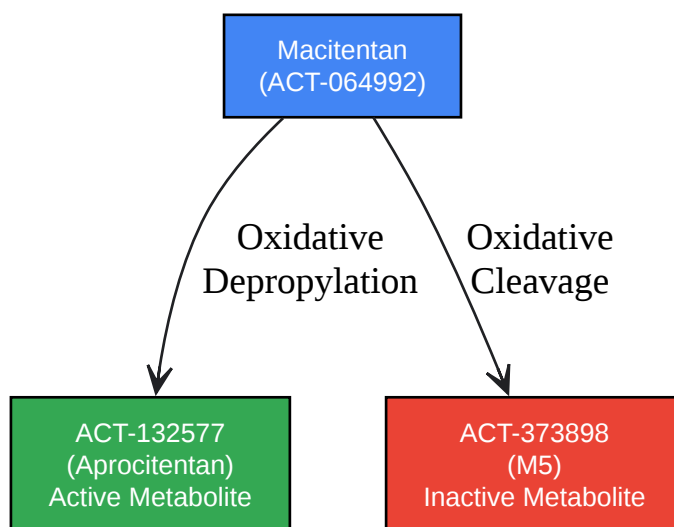 Macitentan
(ACT-064992)
Oxidative
Depropylation
Oxidative
Cleavage
ACT-132577
(Aprocitentan)
Active Metabolite
ACT-373898
(M5)
Inactive Metabolite